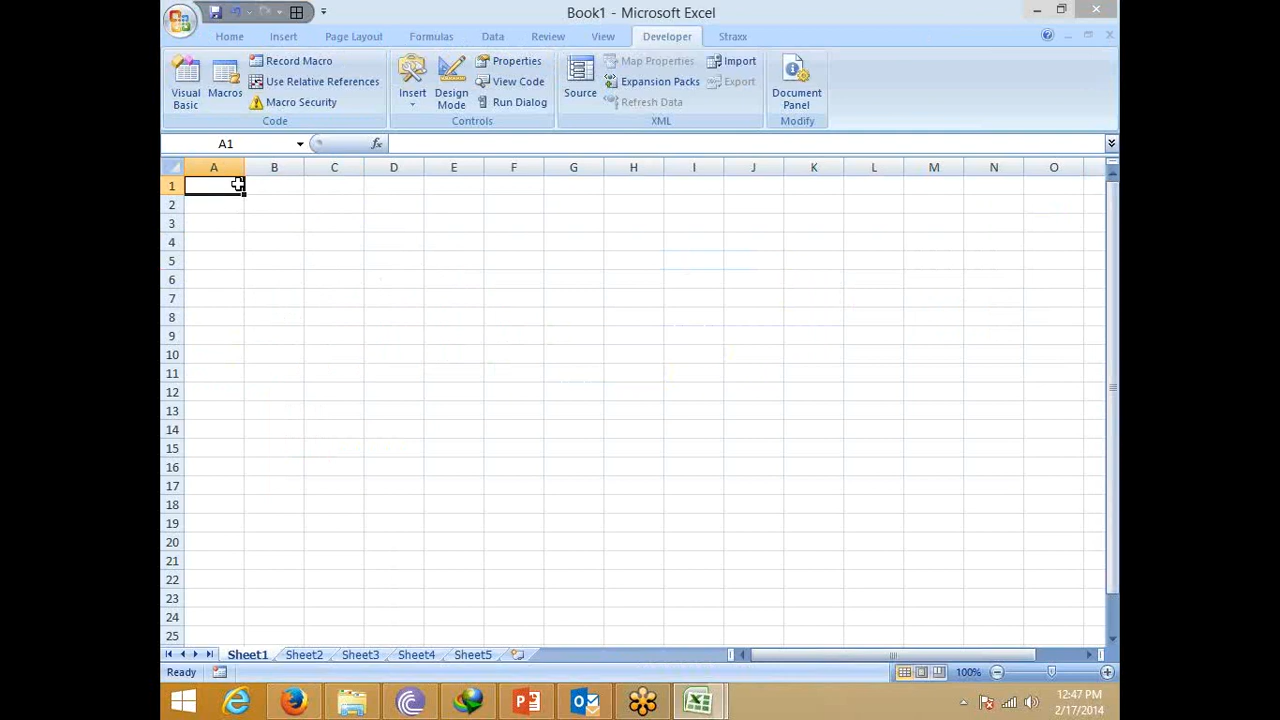 Book1 - Microsoft Excel
Home Insert Page Layout Formulas Data Review View Developer Straxx
Visual Basic
Macros
Record Macro
Use Relative References
Macro Security
Code
Insert
Design Mode
Properties
View Code
Run Dialog
Controls
Source
Map Properties
Expansion Packs
Refresh Data
Import
Export
XML
Document Panel
Modify
A1
fx
A B C D E F G H I J K L M N O
1
2
3
4
5
6
7
8
9
10
11
12
13
14
15
16
17
18
19
20
21
22
23
24
25
Sheet1 Sheet2 Sheet3 Sheet4 Sheet5
Ready
100%
12:47 PM
2/17/2014